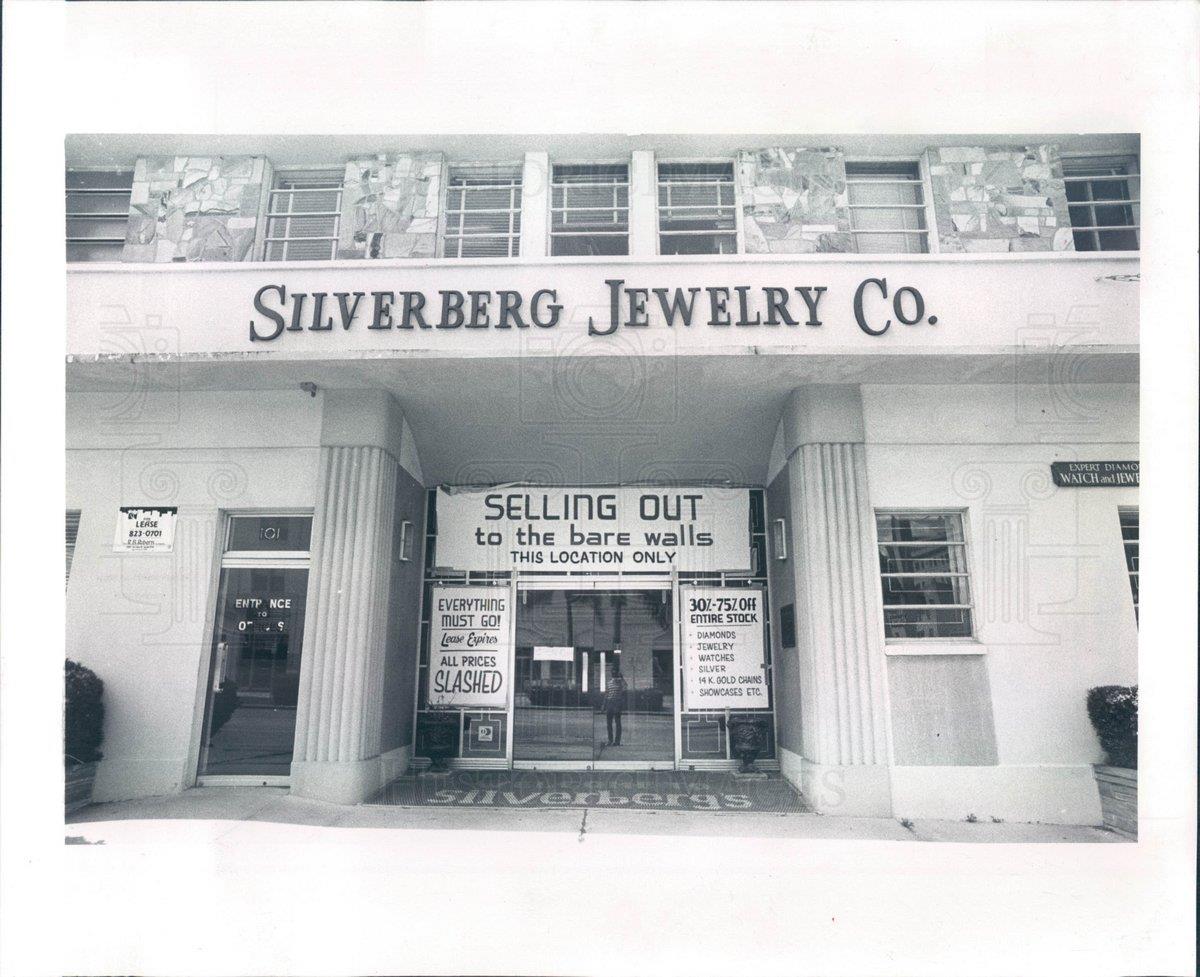 SILVERBERG JEWELRY CO.
EXPERT
WATCH and
LEASE
823-0701
101
ENTRANCE
TO
SELLING OUT
to the bare walls
THIS LOCATION ONLY
EVERYTHING
MUST GO!
Lease Expires
ALL PRICES
SLASHED
30%-75% Off
ENTIRE STOCK
- DIAMONDS
- JEWELRY
- WATCHES
- SILVER
- 14 K. GOLD CHAINS
SHOWCASES ETC.
Silverberg's